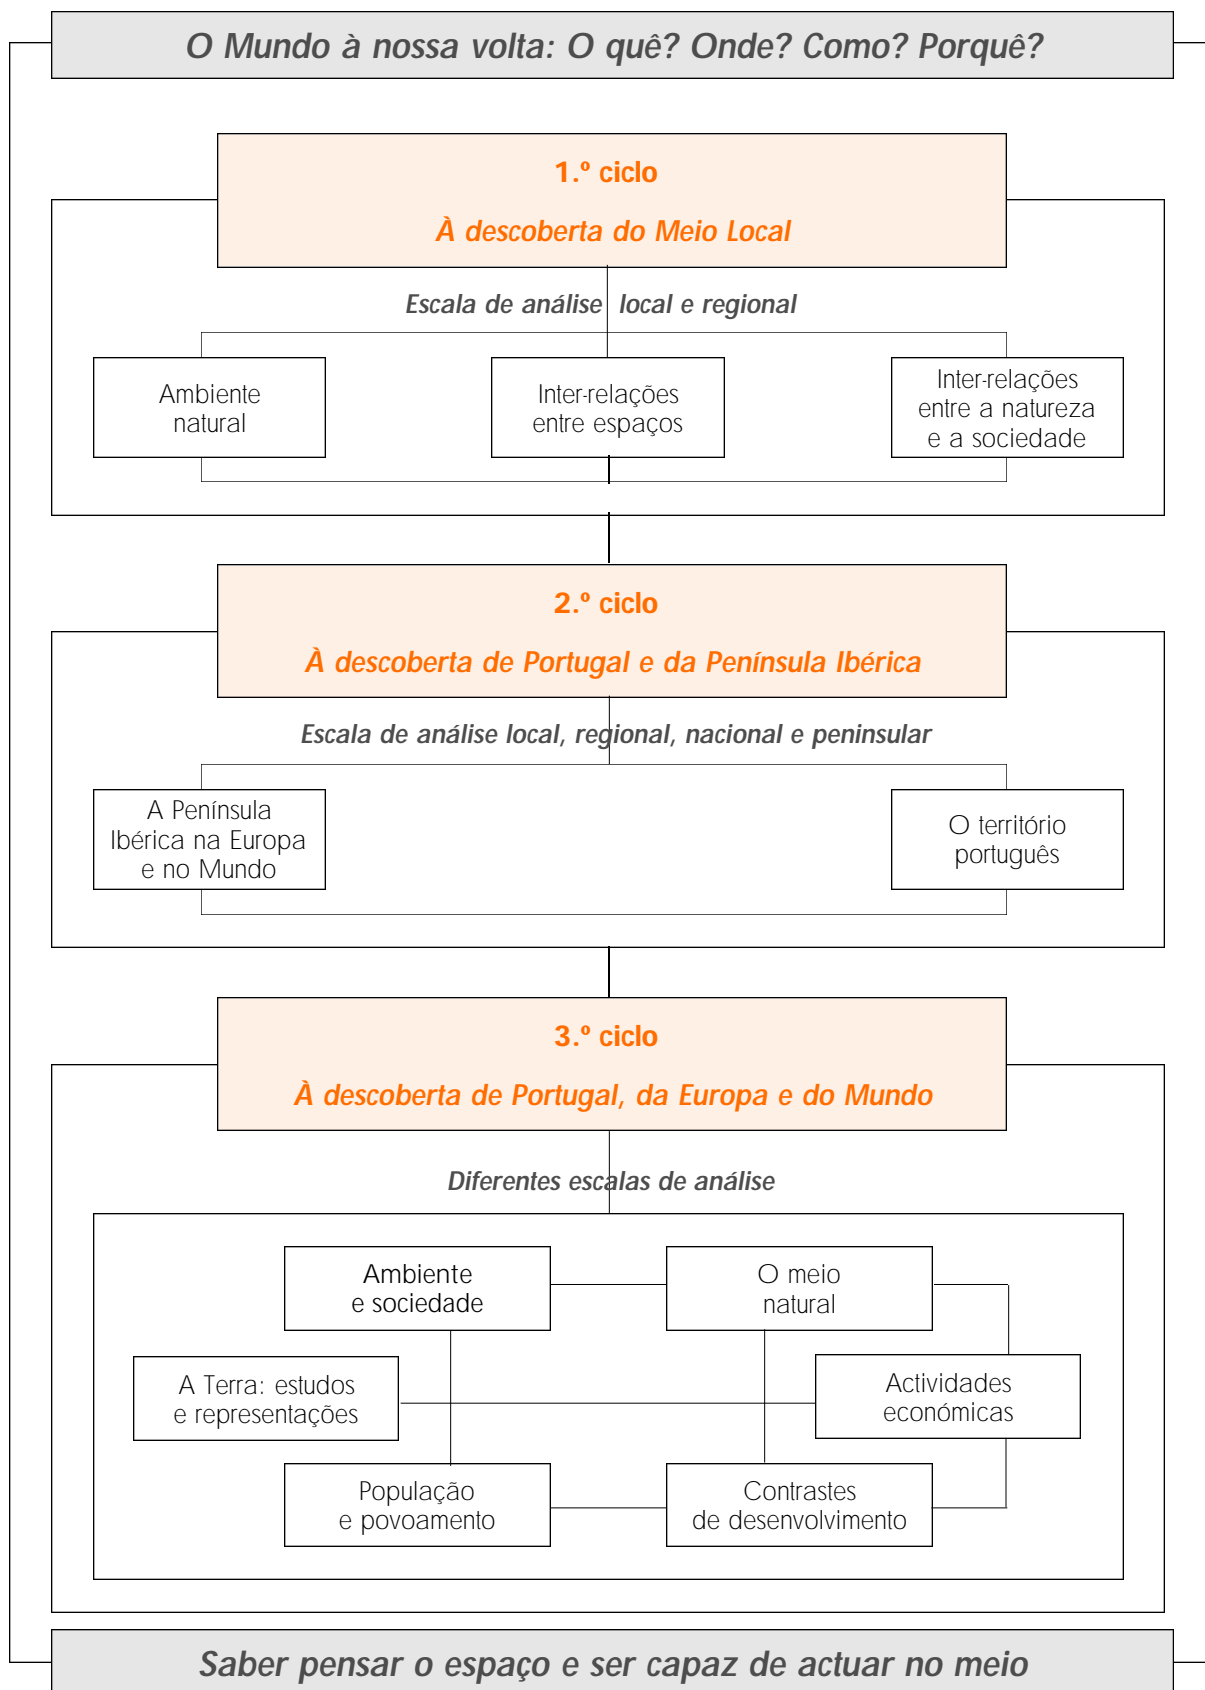 O Mundo à nossa volta: O quê? Onde? Como? Porquê?
1.º ciclo
À descoberta do Meio Local
Escala de análise local e regional
Ambiente
natural
Inter-relações
entre espaços
Inter-relações
entre a natureza
e a sociedade
2.º ciclo
À descoberta de Portugal e da Península Ibérica
Escala de análise local, regional, nacional e peninsular
A Península
Ibérica na Europa
e no Mundo
O território
português
3.º ciclo
À descoberta de Portugal, da Europa e do Mundo
Diferentes escalas de análise
Ambiente
e sociedade
O meio
natural
A Terra: estudos
e representações
Actividades
económicas
População
e povoamento
Contrastes
de desenvolvimento
Saber pensar o espaço e ser capaz de actuar no meio